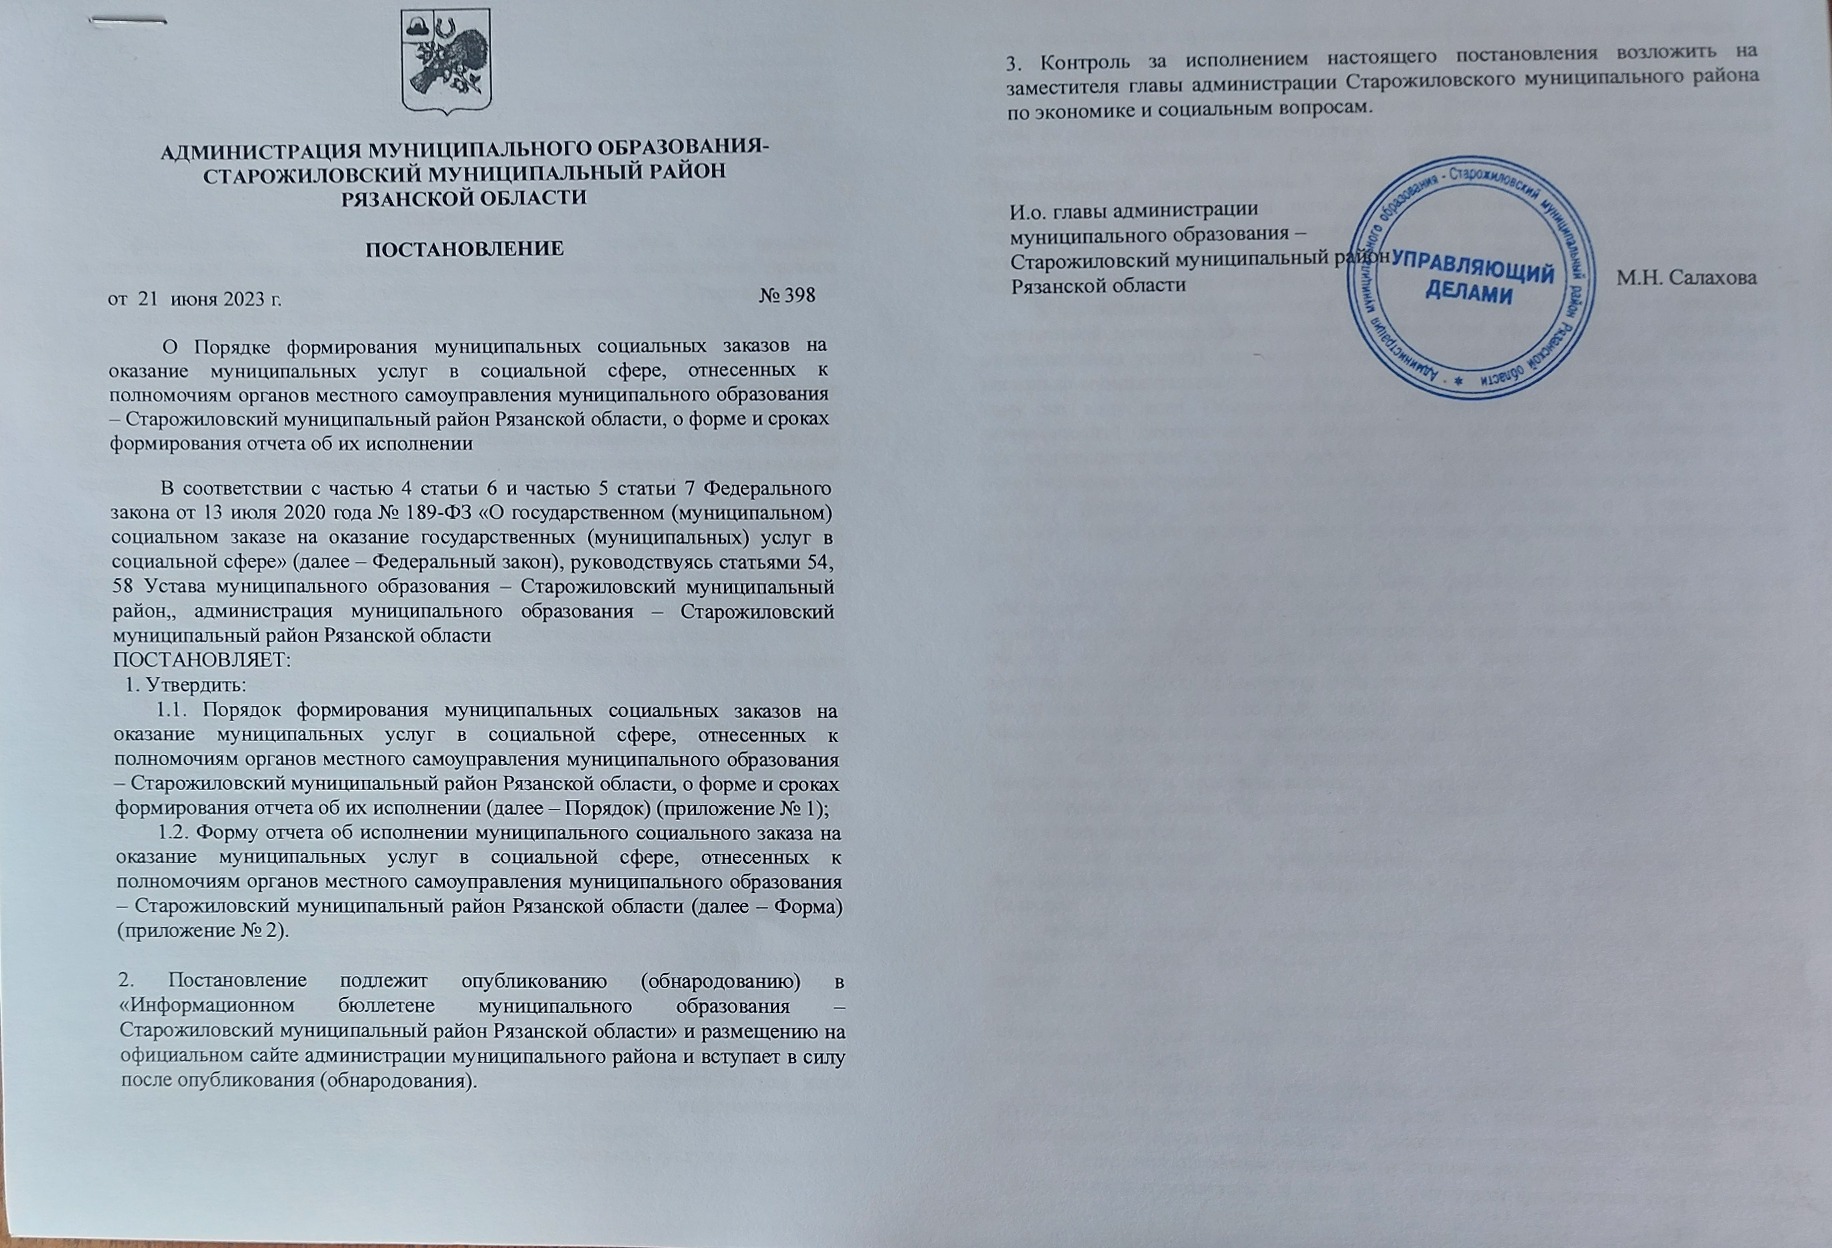 АДМИНИСТРАЦИЯ МУНИЦИПАЛЬНОГО ОБРАЗОВАНИЯ-
СТАРОЖИЛОВСКИЙ МУНИЦИПАЛЬНЫЙ РАЙОН
РЯЗАНСКОЙ ОБЛАСТИ
ПОСТАНОВЛЕНИЕ
от 21 июня 2023 г. № 398
О Порядке формирования муниципальных социальных заказов на
оказание муниципальных услуг в социальной сфере, отнесенных к
полномочиям органов местного самоуправления муниципального образования
– Старожиловский муниципальный район Рязанской области, о форме и сроках
формирования отчета об их исполнении
В соответствии с частью 4 статьи 6 и частью 5 статьи 7 Федерального
закона от 13 июля 2020 года № 189-ФЗ «О государственном (муниципальном)
социальном заказе на оказание государственных (муниципальных) услуг в
социальной сфере» (далее – Федеральный закон), руководствуясь статьями 54,
58 Устава муниципального образования – Старожиловский муниципальный
район,, администрация муниципального образования – Старожиловский
муниципальный район Рязанской области
ПОСТАНОВЛЯЕТ:
1. Утвердить:
1.1. Порядок формирования муниципальных социальных заказов на
оказание муниципальных услуг в социальной сфере, отнесенных к
полномочиям органов местного самоуправления муниципального образования
– Старожиловский муниципальный район Рязанской области, о форме и сроках
формирования отчета об их исполнении (далее – Порядок) (приложение № 1);
1.2. Форму отчета об исполнении муниципального социального заказа на
оказание муниципальных услуг в социальной сфере, отнесенных к
полномочиям органов местного самоуправления муниципального образования
– Старожиловский муниципальный район Рязанской области (далее – Форма)
(приложение № 2).
2. Постановление подлежит опубликованию (обнародованию) в
«Информационном бюллетене муниципального образования –
Старожиловский муниципальный район Рязанской области» и размещению на
официальном сайте администрации муниципального района и вступает в силу
после опубликования (обнародования).
3. Контроль за исполнением настоящего постановления возложить на
заместителя главы администрации Старожиловского муниципального района
по экономике и социальным вопросам.
И.о. главы администрации
муниципального образования –
Старожиловский муниципальный район
Рязанской области
М.Н. Салахова
Администрация муниципального образования - Старожиловский муниципальный район Рязанской области
УПРАВЛЯЮЩИЙ
ДЕЛАМИ